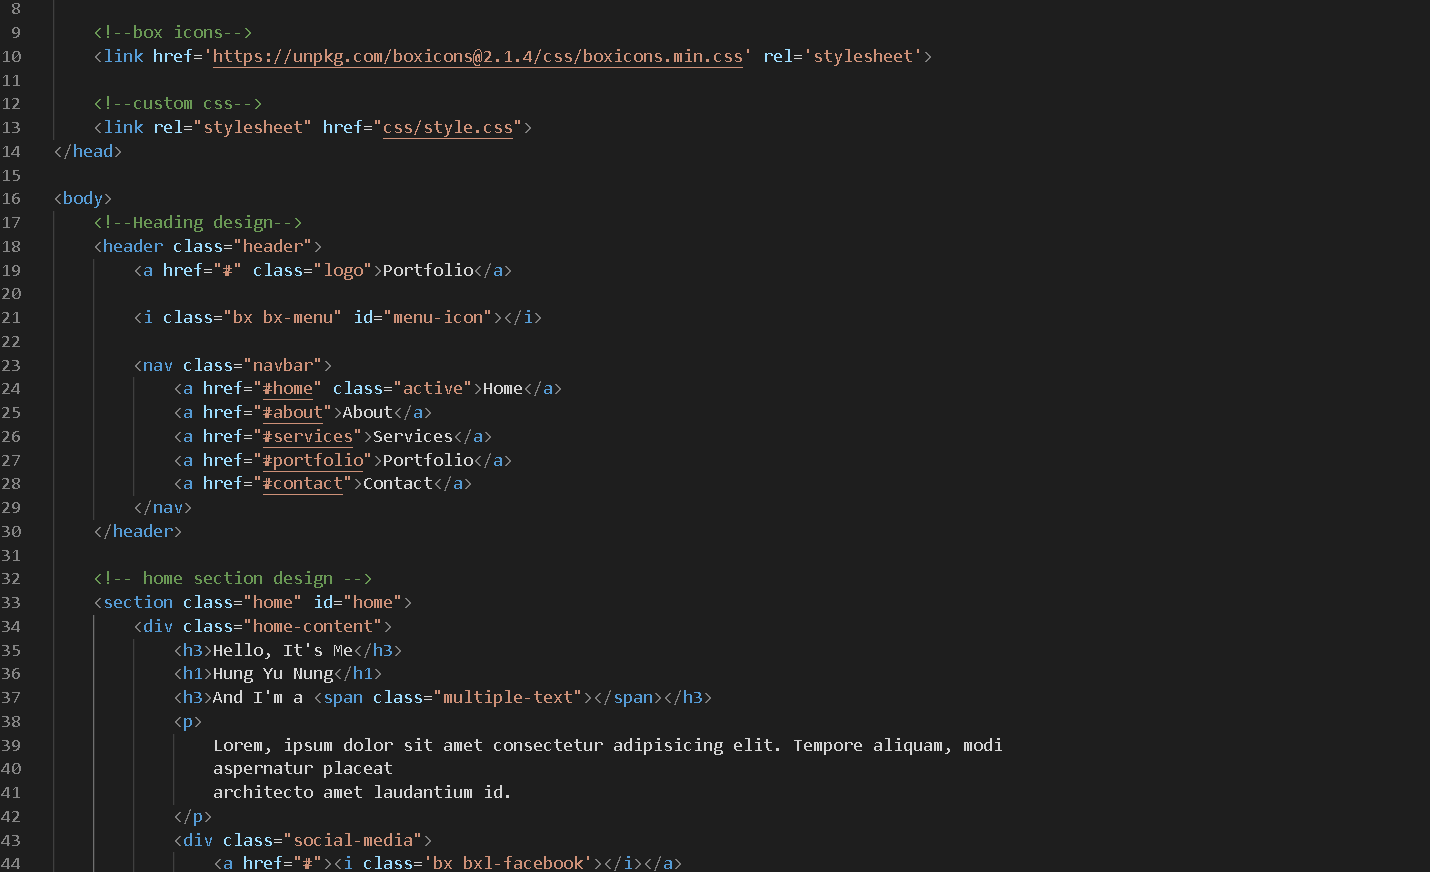 8
9 <!--box icons-->
10 <link href='https://unpkg.com/boxicons@2.1.4/css/boxicons.min.css' rel='stylesheet'>
11
12 <!--custom css-->
13 <link rel="stylesheet" href="css/style.css">
14 </head>
15
16 <body>
17 <!--Heading design-->
18 <header class="header">
19 <a href="#" class="logo">Portfolio</a>
20
21 <i class="bx bx-menu" id="menu-icon"></i>
22
23 <nav class="navbar">
24 <a href="#home" class="active">Home</a>
25 <a href="#about">About</a>
26 <a href="#services">Services</a>
27 <a href="#portfolio">Portfolio</a>
28 <a href="#contact">Contact</a>
29 </nav>
30 </header>
31
32 <!-- home section design -->
33 <section class="home" id="home">
34 <div class="home-content">
35 <h3>Hello, It's Me</h3>
36 <h1>Hung Yu Nung</h1>
37 <h3>And I'm a <span class="multiple-text"></span></h3>
38 <p>
39 Lorem, ipsum dolor sit amet consectetur adipisicing elit. Tempore aliquam, modi
40 aspernatur placeat
41 architecto amet laudantium id.
42 </p>
43 <div class="social-media">
44 <a href="#"><i class='bx bxl-facebook'></i></a>